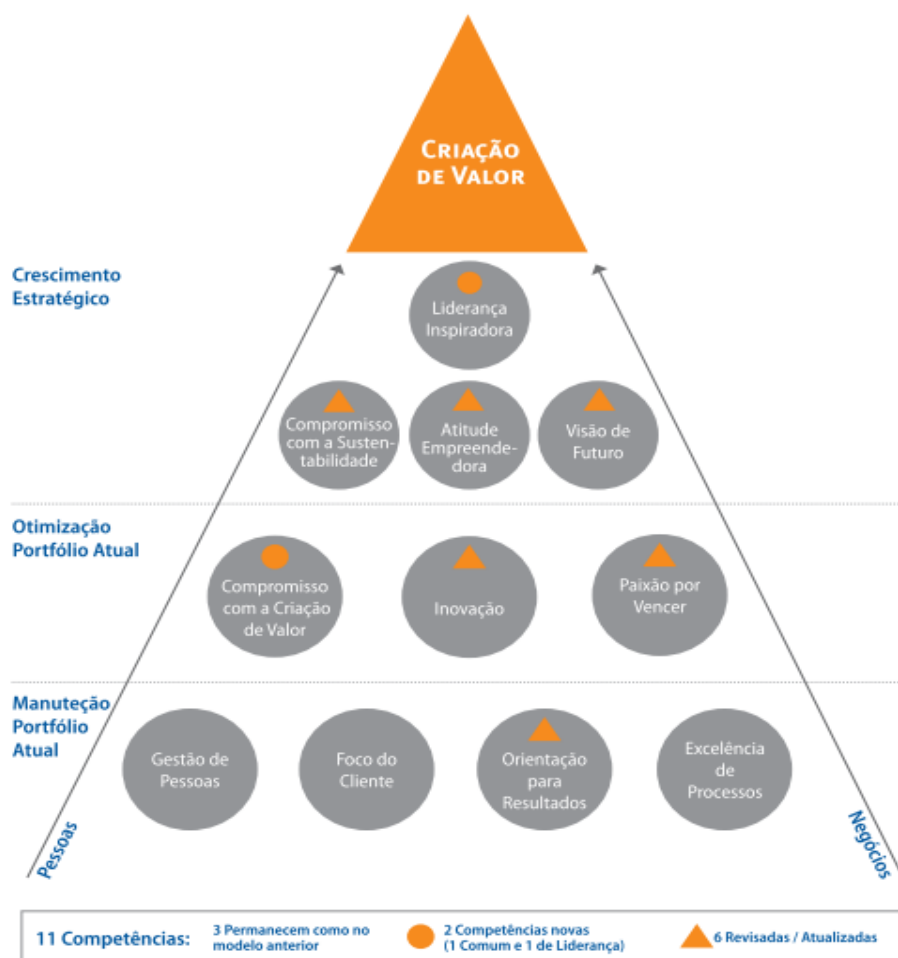 CRIAÇÃO
DE VALOR
Crescimento
Estratégico
Liderança
Inspiradora
Compromisso
com a Susten-
tabilidade
Atitude
Empreende-
dora
Visão de
Futuro
Otimização
Portfólio Atual
Compromisso
com a Criação
de Valor
Inovação
Paixão por
Vencer
Manuteção
Portfólio
Atual
Gestão de
Pessoas
Foco do
Cliente
Orientação
para
Resultados
Excelência
de
Processos
Pessoas
Negócios
11 Competências:
3 Permanecem como no
modelo anterior
2 Competências novas
(1 Comum e 1 de Liderança)
6 Revisadas / Atualizadas